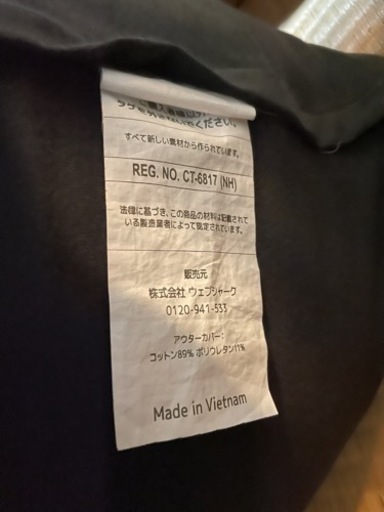 ください。
すべて新しい素材から作られています。
REG. NO. CT-6817 (NH)
法律に基づき、この商品の材料は記載されて
いる製造業者によって認定されています。
販売元
株式会社 ウェブシャーク
0120-941-533
アウターカバー：
コットン89% ポリウレタン11%
Made in Vietnam